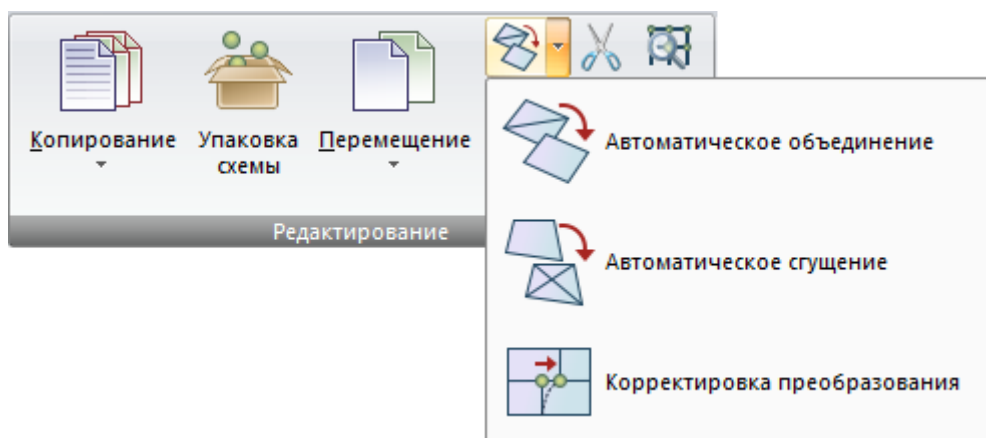 Копирование
Упаковка
схемы
Перемещение
Редактирование
Автоматическое объединение
Автоматическое сгущение
Корректировка преобразования